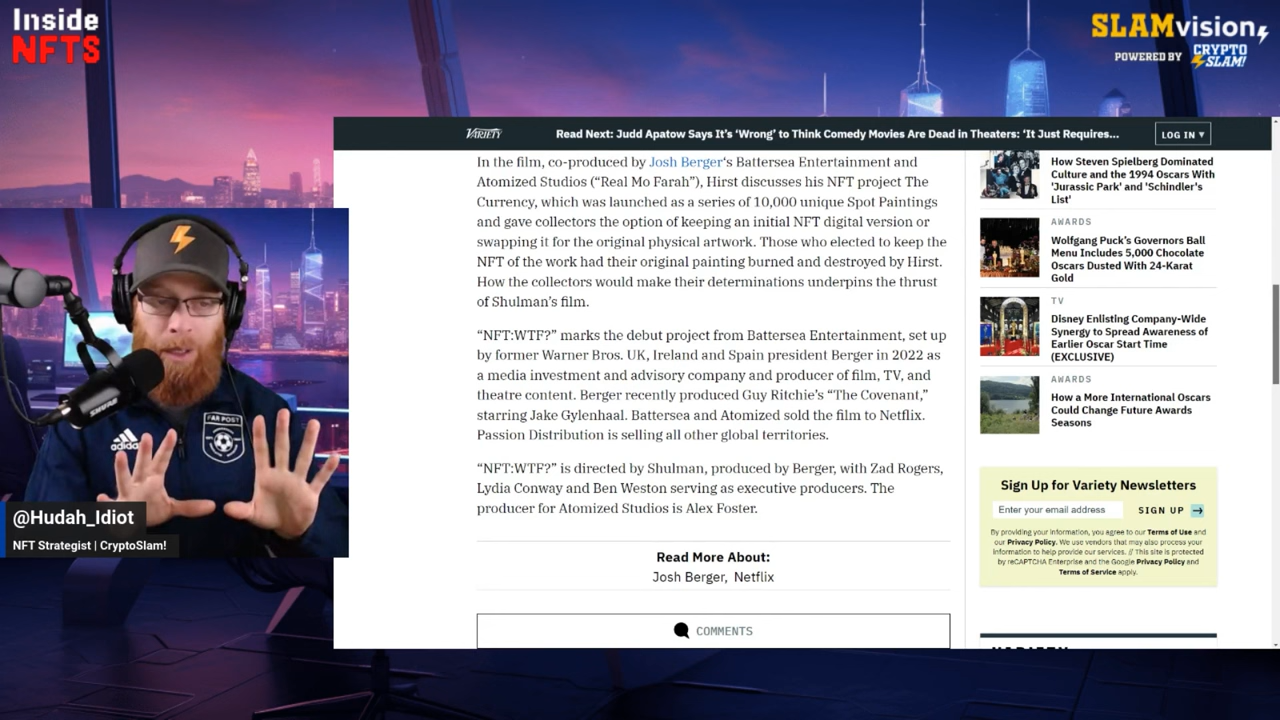 Inside
NFTS
SLAMvision
POWERED BY CRYPTO
SLAM!
VARIETY
Read Next: Judd Apatow Says It's ‘Wrong’ to Think Comedy Movies Are Dead in Theaters: ‘It Just Requires...
LOG IN ▾
In the film, co-produced by Josh Berger‘s Battersea Entertainment and
Atomized Studios (“Real Mo Farah”), Hirst discusses his NFT project The
Currency, which was launched as a series of 10,000 unique Spot Paintings
and gave collectors the option of keeping an initial NFT digital version or
swapping it for the original physical artwork. Those who elected to keep the
NFT of the work had their original painting burned and destroyed by Hirst.
How the collectors would make their determinations underpins the thrust
of Shulman’s film.
“NFT:WTF?” marks the debut project from Battersea Entertainment, set up
by former Warner Bros. UK, Ireland and Spain president Berger in 2022 as
a media investment and advisory company and producer of film, TV, and
theatre content. Berger recently produced Guy Ritchie’s “The Covenant,”
starring Jake Gylenhaal. Battersea and Atomized sold the film to Netflix.
Passion Distribution is selling all other global territories.
“NFT:WTF?” is directed by Shulman, produced by Berger, with Zad Rogers,
Lydia Conway and Ben Weston serving as executive producers. The
producer for Atomized Studios is Alex Foster.
Read More About:
Josh Berger, Netflix
COMMENTS
How Steven Spielberg Dominated
Culture and the 1994 Oscars With
'Jurassic Park' and 'Schindler's
List'
AWARDS
Wolfgang Puck’s Governors Ball
Menu Includes 5,000 Chocolate
Oscars Dusted With 24-Karat
Gold
TV
Disney Enlisting Company-Wide
Synergy to Spread Awareness of
Earlier Oscar Start Time
(EXCLUSIVE)
AWARDS
How a More International Oscars
Could Change Future Awards
Seasons
Sign Up for Variety Newsletters
Enter your email address
SIGN UP →
By providing your information, you agree to our Terms of Use and
our Privacy Policy. We use vendors that may also process your
information to help provide our services. // This site is protected
by reCAPTCHA Enterprise and the Google Privacy Policy and
Terms of Service apply.
SHURE
adidas
FAR POST
@Hudah_Idiot
NFT Strategist | CryptoSlam!